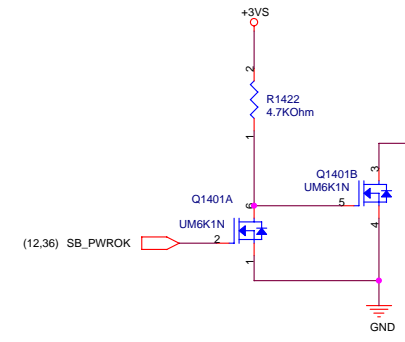 +3VS
2
R1422
4.7KOhm
1
Q1401B
UM6K1N
3
Q1401A
6
5
UM6K1N
4
(12,36) SB_PWROK
2
1
GND